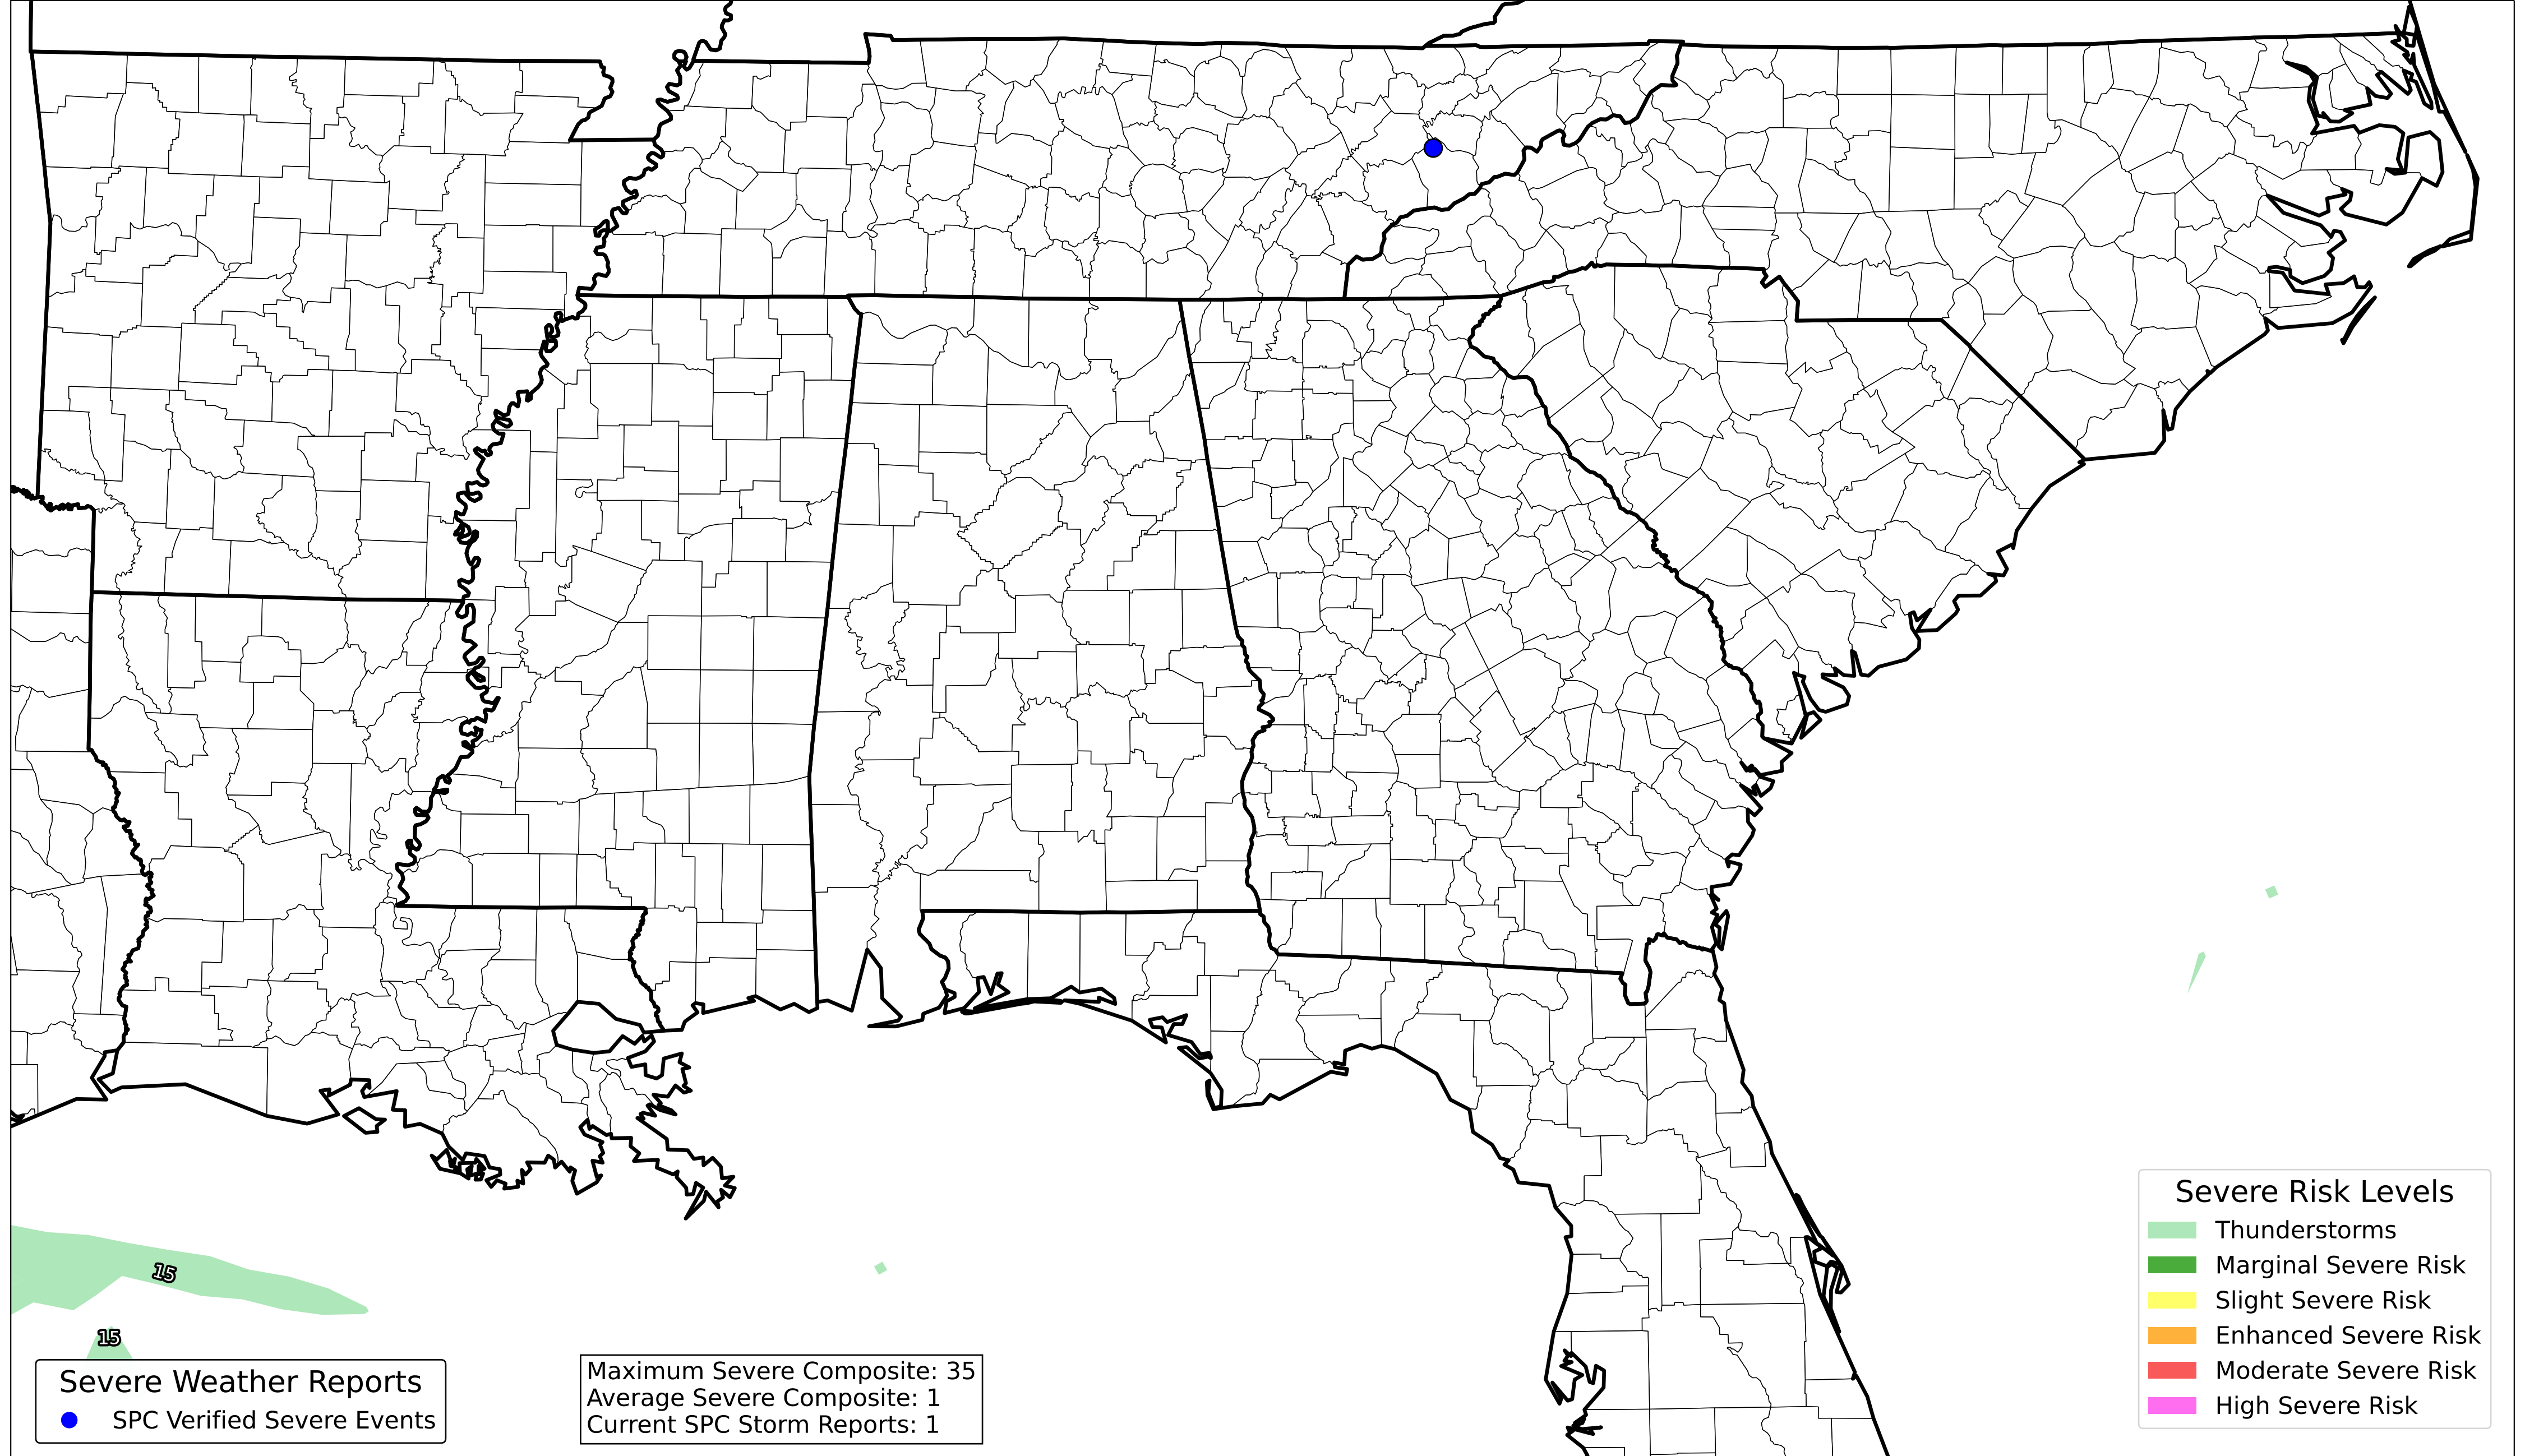 15
15
Severe Weather Reports
SPC Verified Severe Events
Maximum Severe Composite: 35
Average Severe Composite: 1
Current SPC Storm Reports: 1
Severe Risk Levels
Thunderstorms
Marginal Severe Risk
Slight Severe Risk
Enhanced Severe Risk
Moderate Severe Risk
High Severe Risk